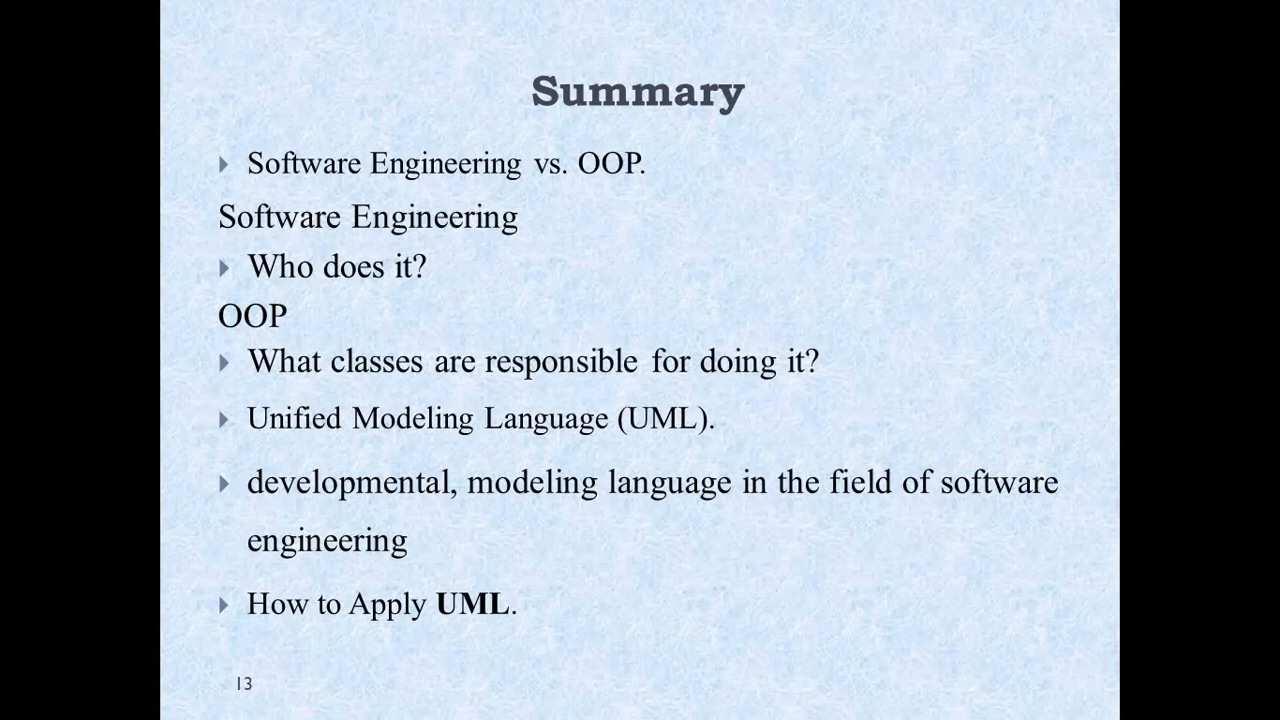 Summary
Software Engineering vs. OOP.
Software Engineering
Who does it?
OOP
What classes are responsible for doing it?
Unified Modeling Language (UML).
developmental, modeling language in the field of software
engineering
How to Apply UML.
13